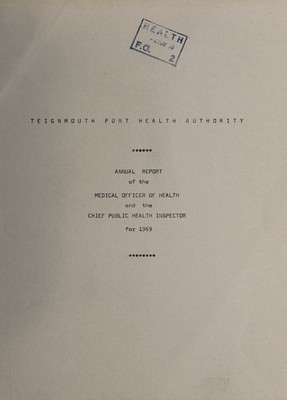 HEALTH
P.O. 2
TEIGNMOUTH PORT HEALTH AUTHORITY
******
ANNUAL REPORT
of the
MEDICAL OFFICER OF HEALTH
and the
CHIEF PUBLIC HEALTH INSPECTOR
for 1969
********